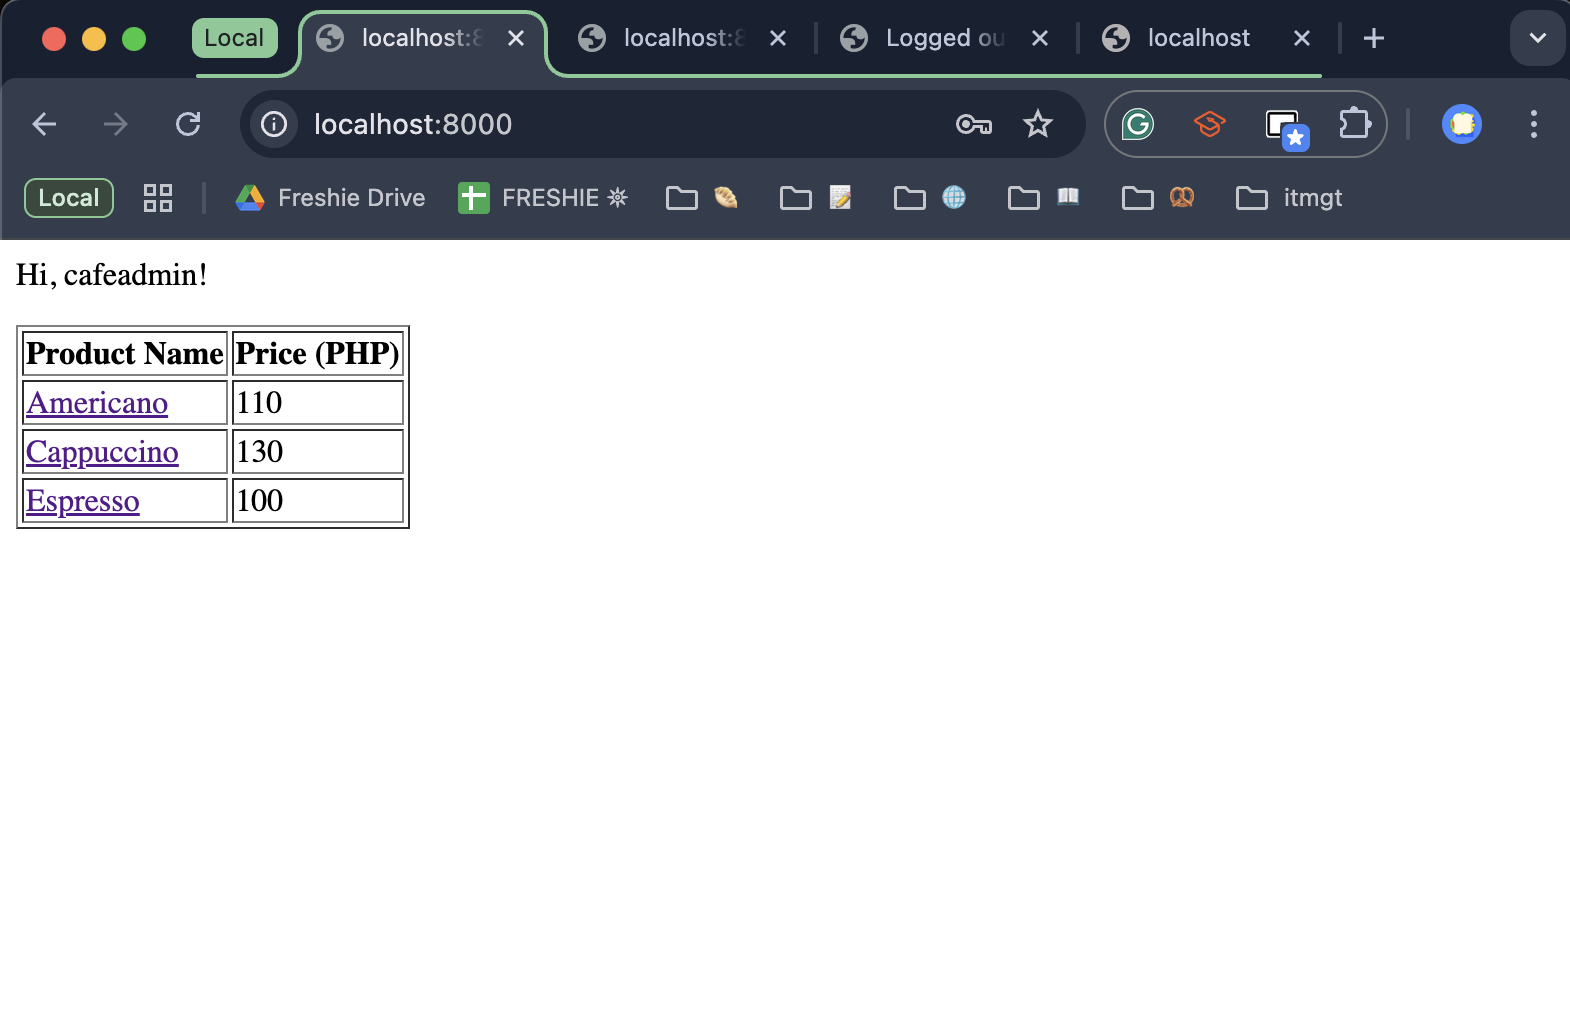 Local localhost:8 localhost:8 Logged ou localhost
localhost:8000
Local Freshie Drive FRESHIE itmgt
Hi, cafeadmin!
Product Name Price (PHP)
Americano 110
Cappuccino 130
Espresso 100